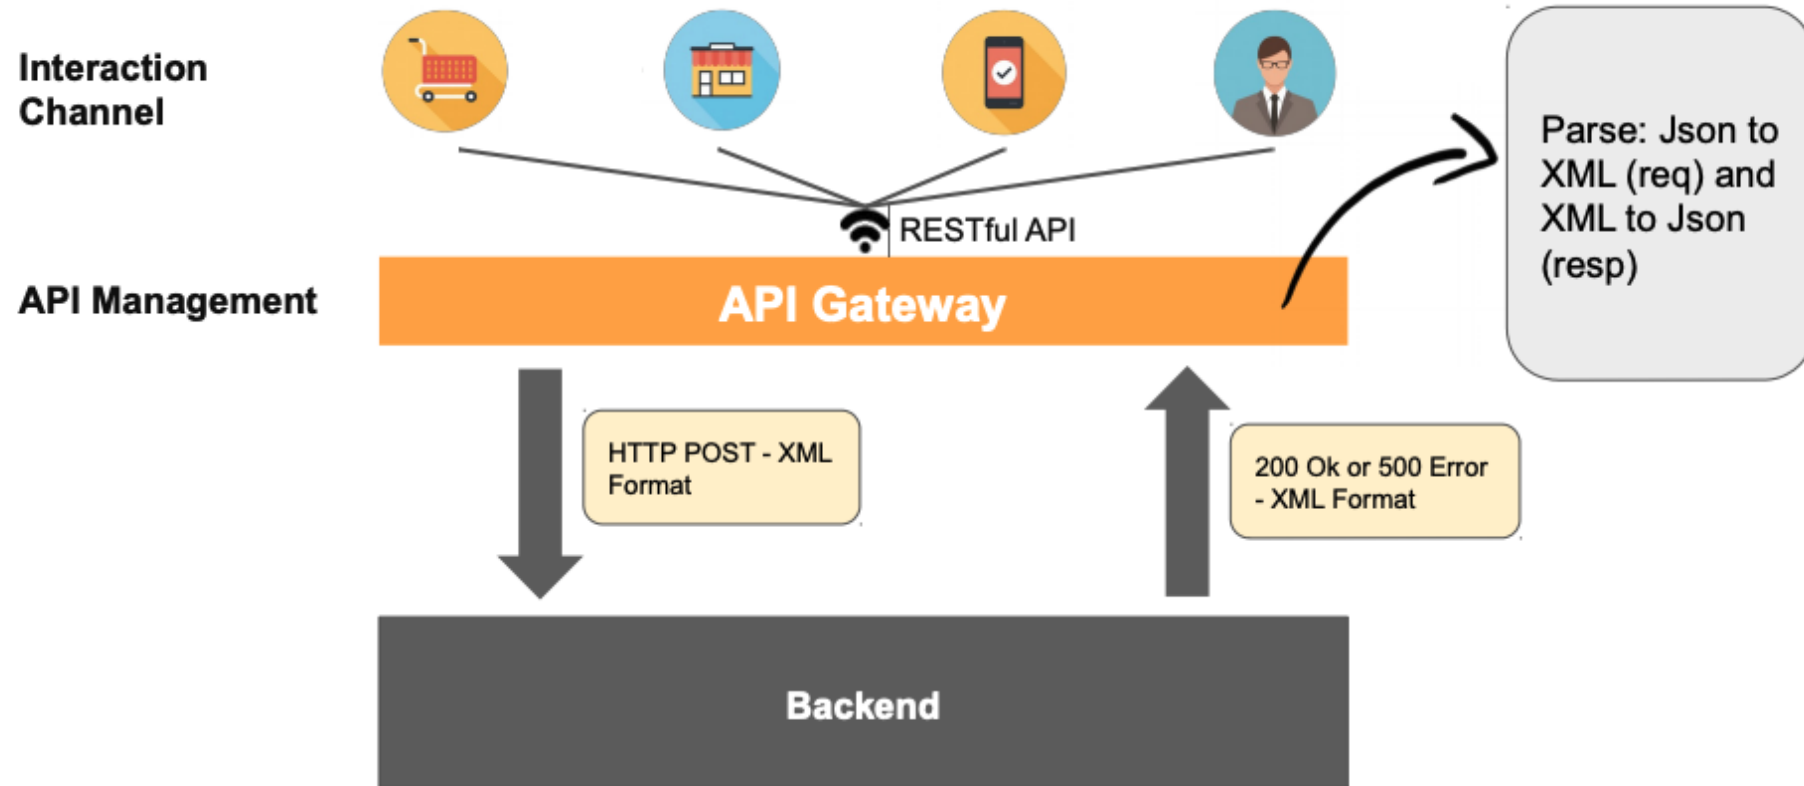 Interaction
Channel
RESTful API
Parse: Json to
XML (req) and
XML to Json
(resp)
API Management
API Gateway
HTTP POST - XML
Format
200 Ok or 500 Error
- XML Format
Backend